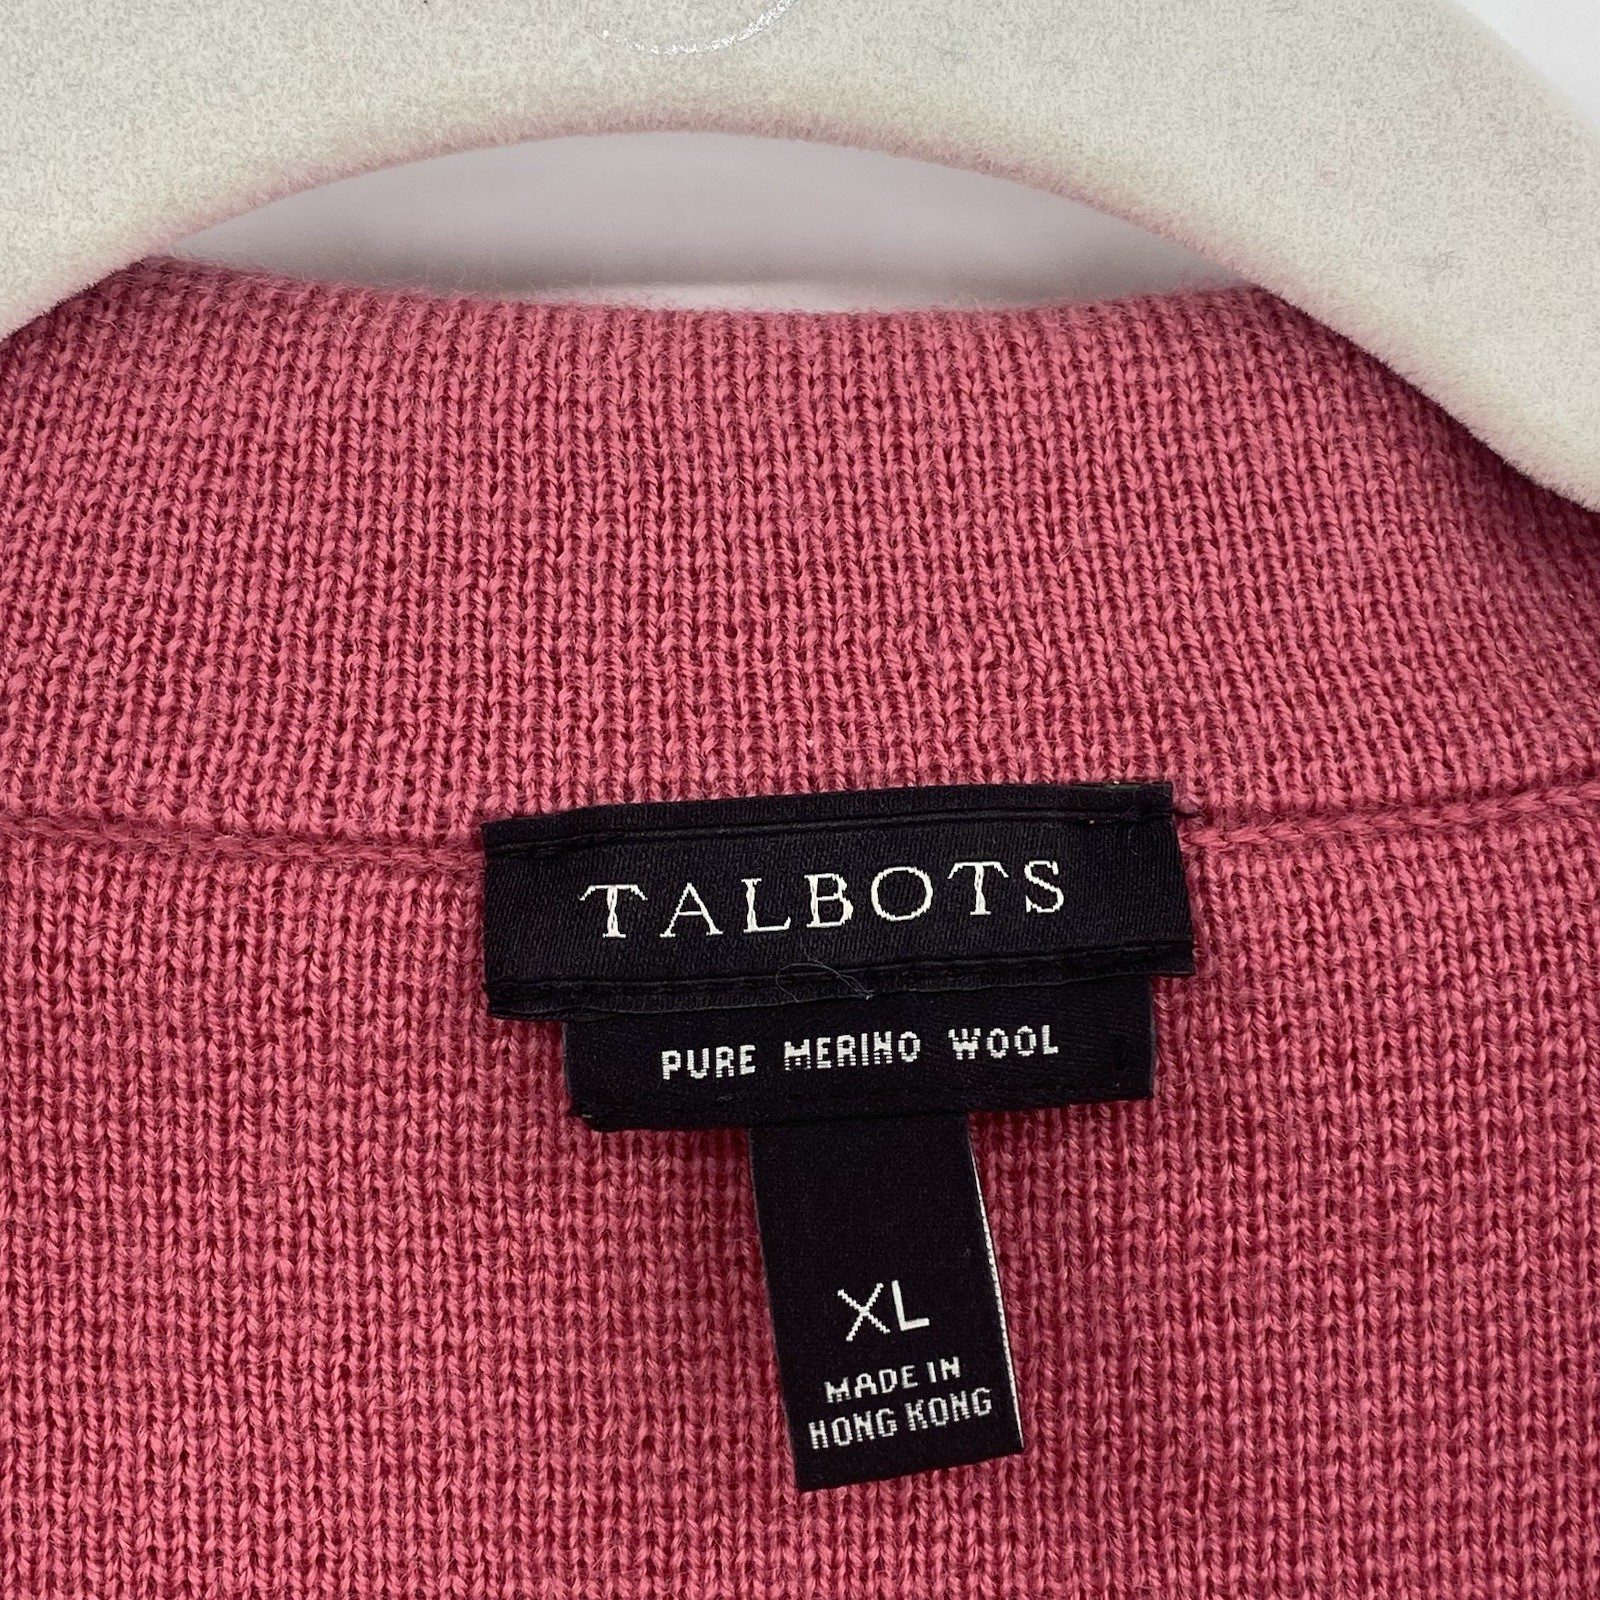 TALBOTS
PURE MERINO WOOL
XL
MADE IN
HONG KONG